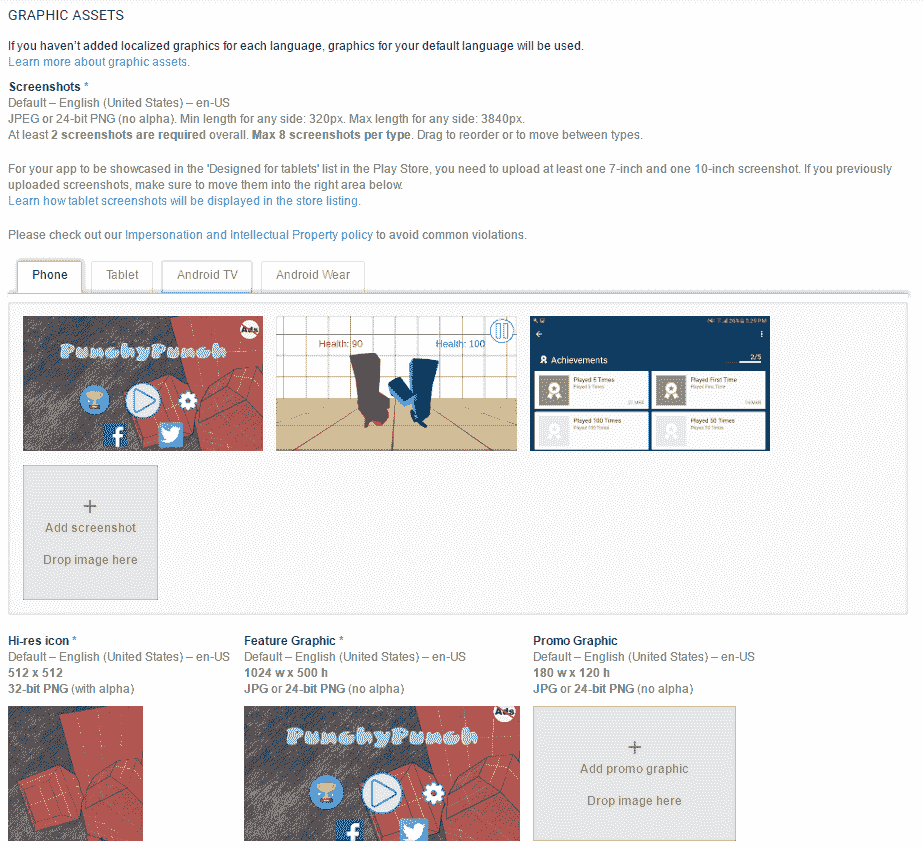 GRAPHIC ASSETS
If you haven't added localized graphics for each language, graphics for your default language will be used.
Learn more about graphic assets.
Screenshots *
Default – English (United States) – en-US
JPEG or 24-bit PNG (no alpha). Min length for any side: 320px. Max length for any side: 3840px.
At least 2 screenshots are required overall. Max 8 screenshots per type. Drag to reorder or to move between types.
For your app to be showcased in the 'Designed for tablets' list in the Play Store, you need to upload at least one 7-inch and one 10-inch screenshot. If you previously
uploaded screenshots, make sure to move them into the right area below.
Learn how tablet screenshots will be displayed in the store listing.
Please check out our Impersonation and Intellectual Property policy to avoid common violations.
Phone Tablet Android TV Android Wear
Ads
PunchyPunch
Health: 90 Health: 100
Achievements 2/5
Played 5 Times
Played First Time
Played First Time
Played 100 Times
Played 50 Times
+
Add screenshot
Drop image here
Hi-res icon * Feature Graphic * Promo Graphic
Default – English (United States) – en-US Default – English (United States) – en-US Default – English (United States) – en-US
512 x 512 1024 w x 500 h 180 w x 120 h
32-bit PNG (with alpha) JPG or 24-bit PNG (no alpha) JPG or 24-bit PNG (no alpha)
Ads
PunchyPunch
+
Add promo graphic
Drop image here